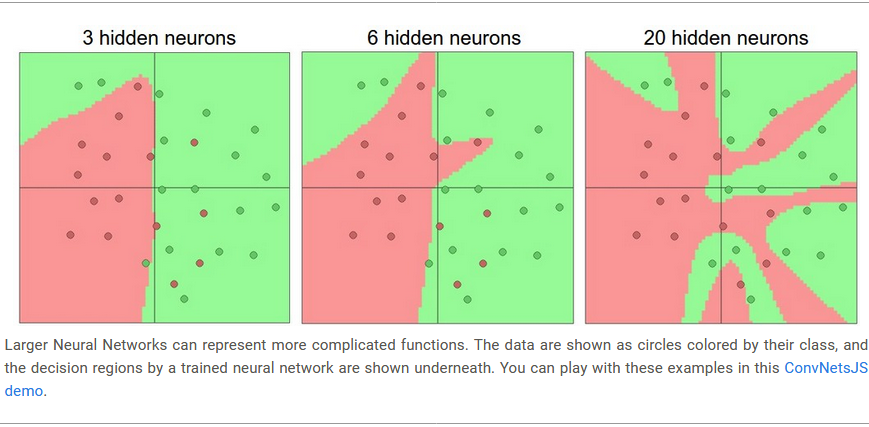 3 hidden neurons
6 hidden neurons
20 hidden neurons
Larger Neural Networks can represent more complicated functions. The data are shown as circles colored by their class, and
the decision regions by a trained neural network are shown underneath. You can play with these examples in this ConvNetsJS
demo.